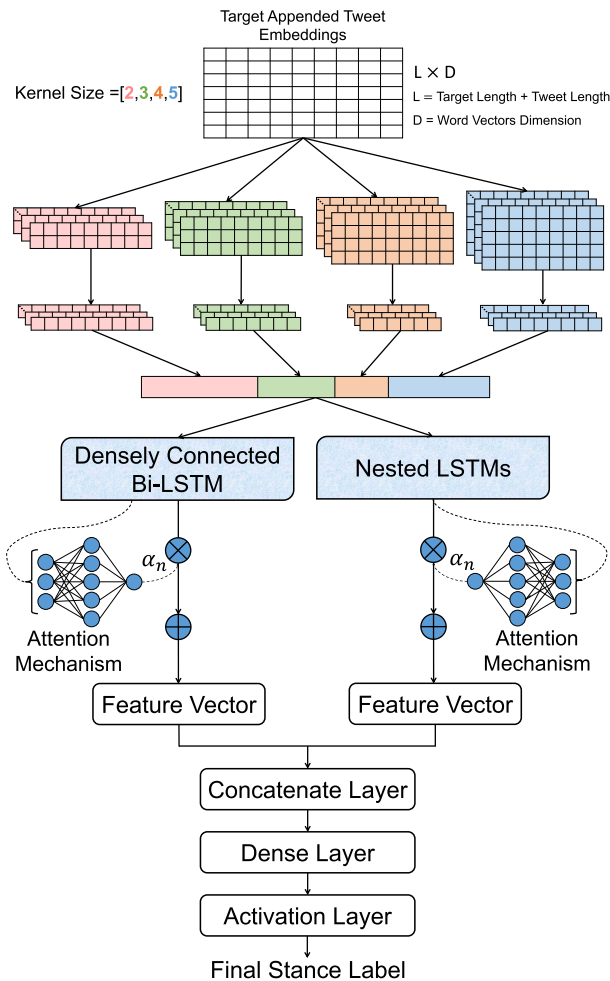 Target Appended Tweet
Embeddings
Kernel Size =[2,3,4,5]
L × D
L = Target Length + Tweet Length
D = Word Vectors Dimension
Densely Connected
Bi-LSTM
Nested LSTMs
αn
αn
Attention
Mechanism
Attention
Mechanism
Feature Vector
Feature Vector
Concatenate Layer
Dense Layer
Activation Layer
Final Stance Label